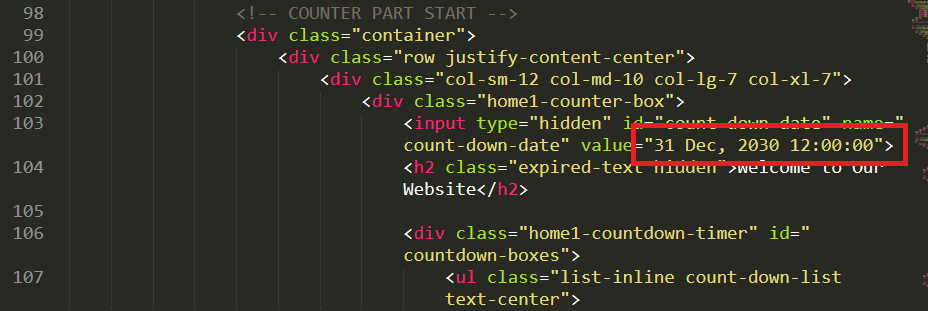 98 <!-- COUNTER PART START -->
99 <div class="container">
100 <div class="row justify-content-center">
101 <div class="col-sm-12 col-md-10 col-lg-7 col-xl-7">
102 <div class="home1-counter-box">
103 <input type="hidden" id="count-down-date" name="
count-down-date" value="31 Dec, 2030 12:00:00">
104 <h2 class="expired-text hidden">Welcome to Our
Website</h2>
105
106 <div class="home1-countdown-timer" id="
countdown-boxes">
107 <ul class="list-inline count-down-list
text-center">